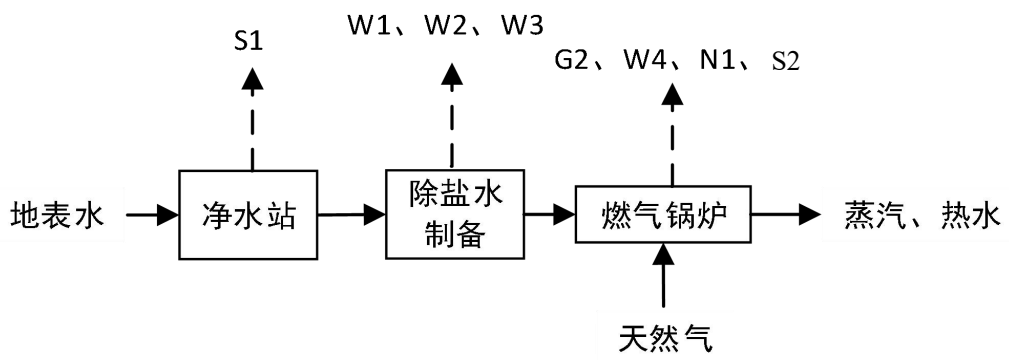 S1
W1、W2、W3
G2、W4、N1、S2
地表水
净水站
除盐水
制备
燃气锅炉
蒸汽、热水
天然气